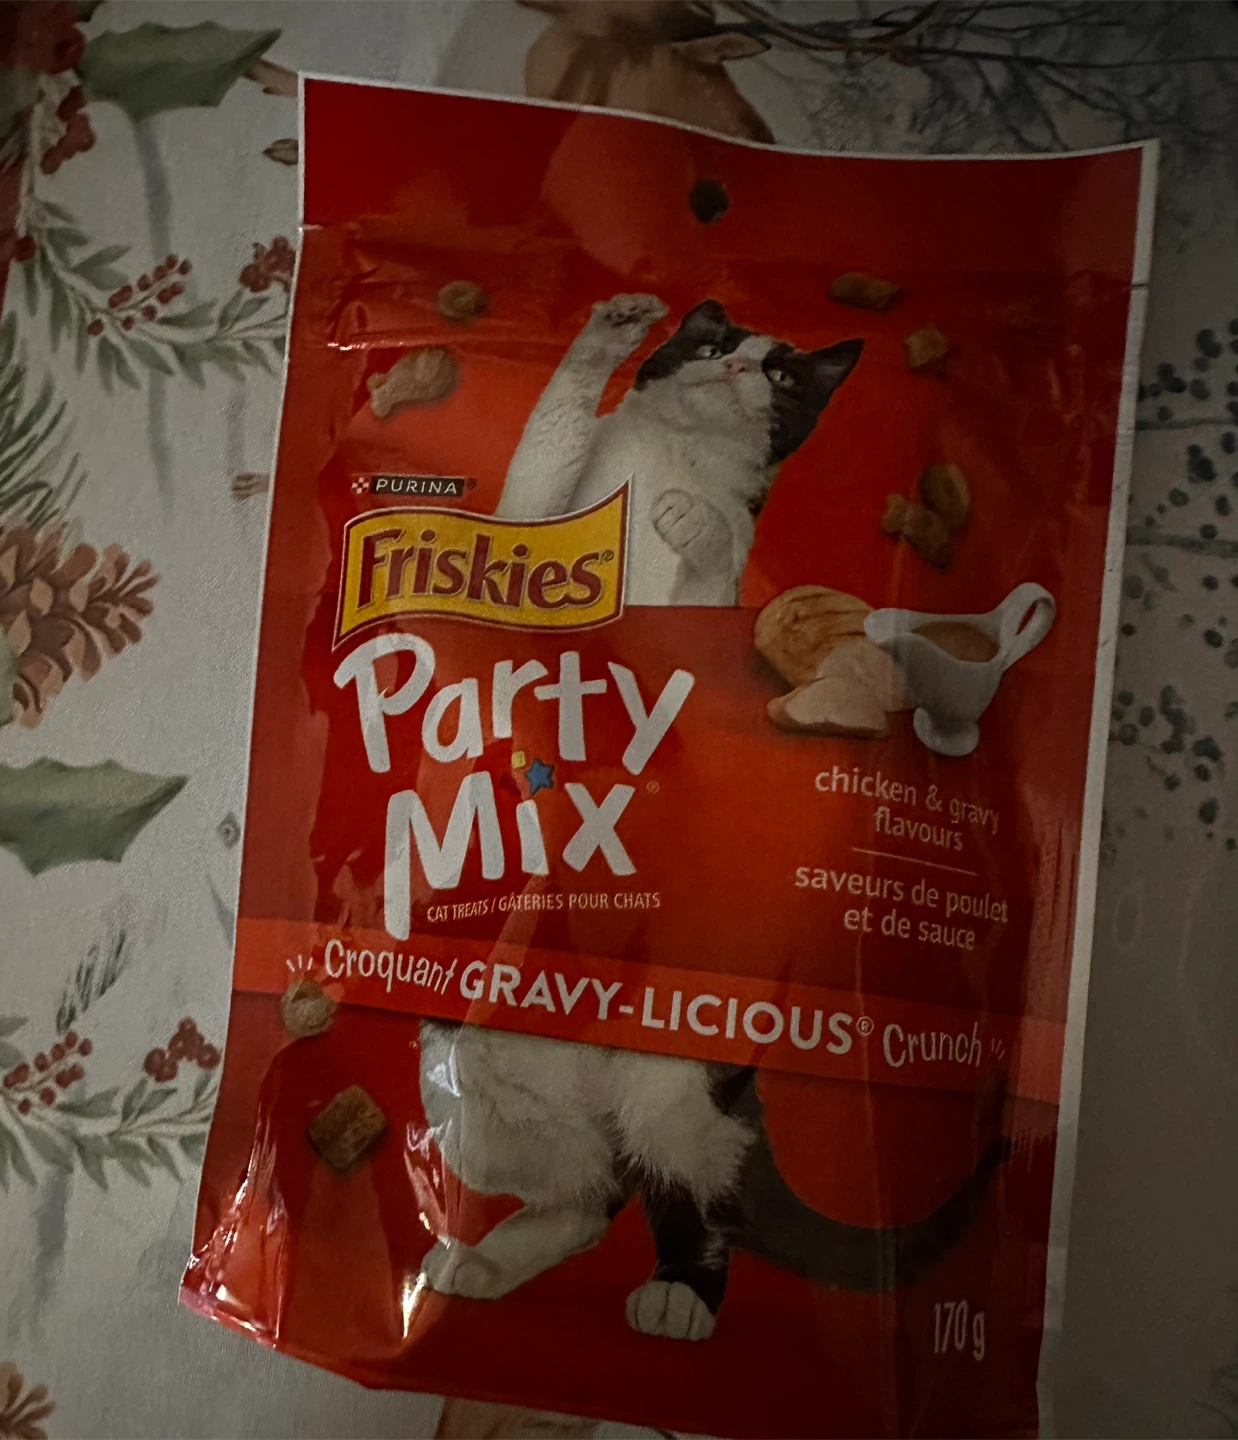 PURINA®
Friskies®
Party
Mix®
CAT TREATS / GÂTERIES POUR CHATS
chicken & gravy
flavours
saveurs de poulet
et de sauce
Croquant GRAVY-LICIOUS® Crunch
170 g